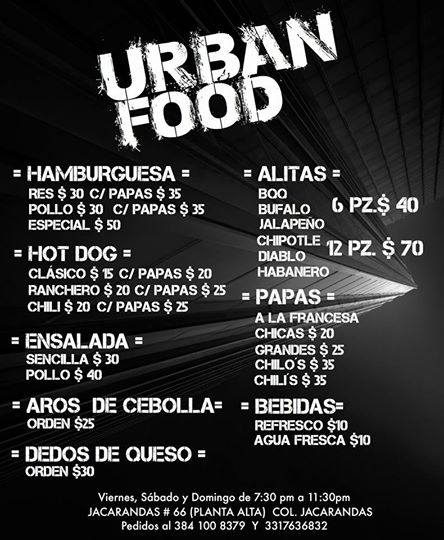 URBAN
FOOD
= HAMBURGUESA =
RES $ 30 C/ PAPAS $ 35
POLLO $ 30 C/ PAPAS $ 35
ESPECIAL $ 50
= HOT DOG =
CLÁSICO $ 15 C/ PAPAS $ 20
RANCHERO $ 20 C/ PAPAS $ 25
CHILI $ 20 C/ PAPAS $ 25
= ENSALADA =
SENCILLA $ 30
POLLO $ 40
= AROS DE CEBOLLA=
ORDEN $25
= DEDOS DE QUESO =
ORDEN $30
= ALITAS =
BOQ
BUFALO
JALAPEÑO
6 PZ.$ 40
CHIPOTLE
DIABLO
HABANERO
12 PZ. $ 70
= PAPAS =
A LA FRANCESA
CHICAS $ 20
GRANDES $ 25
CHILO´S $ 35
CHILI´S $ 35
= BEBIDAS=
REFRESCO $10
AGUA FRESCA $10
Viernes, Sábado y Domingo de 7:30 pm a 11:30pm
JACARANDAS # 66 (PLANTA ALTA) COL. JACARANDAS
Pedidos al 384 100 8379 Y 3317636832